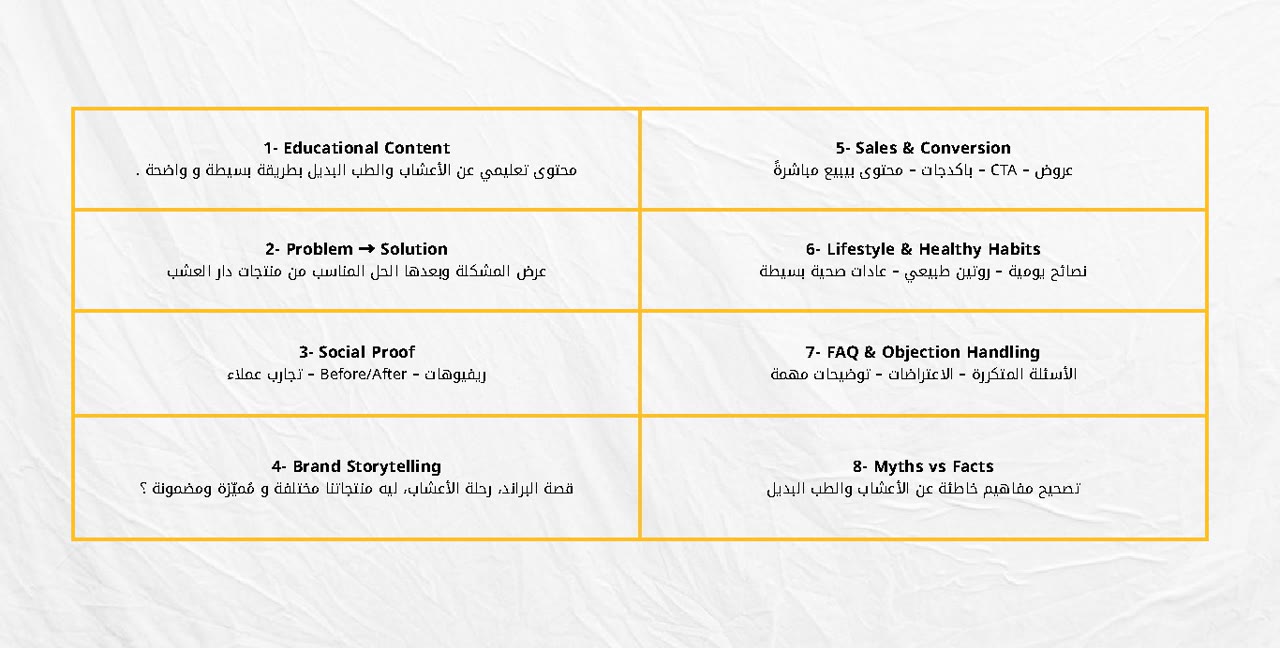 1- Educational Content
محتوى تعليمي عن الأعشاب والطب البديل بطريقة بسيطة و واضحة .
2- Problem → Solution
عرض المشكلة وبعدها الحل المناسب من منتجات دار العشب
3- Social Proof
ريفيوهات – Before/After – تجارب عملاء
4- Brand Storytelling
قصة البراند، رحلة الأعشاب، ليه منتجاتنا مختلفة و مُميّزة ومضمونة ؟
5- Sales & Conversion
عروض – CTA – باكدجات – محتوى بيبيع مباشرةً
6- Lifestyle & Healthy Habits
نصائح يومية – روتين طبيعي – عادات صحية بسيطة
7- FAQ & Objection Handling
الأسئلة المتكررة – الاعتراضات – توضيحات مهمة
8- Myths vs Facts
تصحيح مفاهيم خاطئة عن الأعشاب والطب البديل